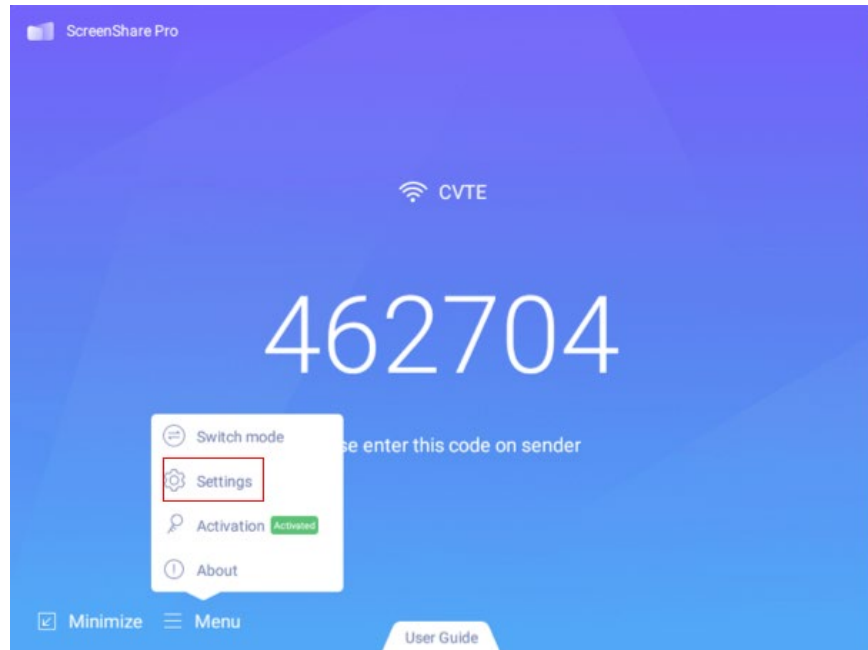 ScreenShare Pro
CVTE
462704
se enter this code on sender
Switch mode
Settings
Activation Activated
About
Minimize
Menu
User Guide